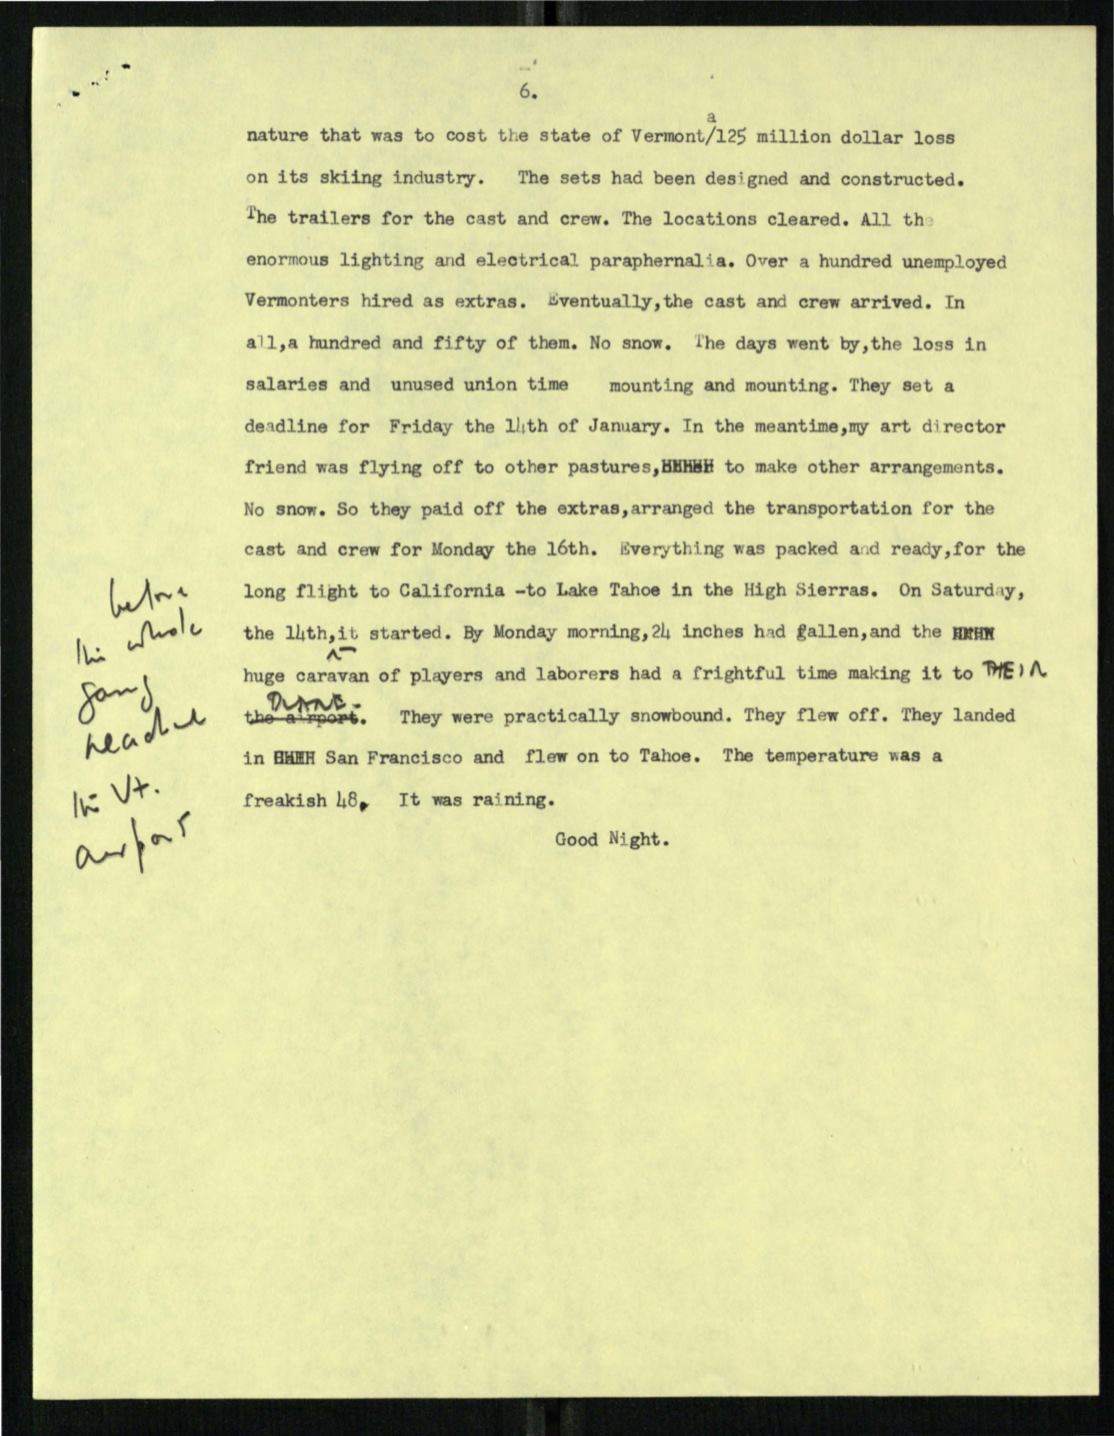 6.
a
nature that was to cost the state of Vermont/125 million dollar loss
on its skiing industry. The sets had been designed and constructed.
The trailers for the cast and crew. The locations cleared. All the
enormous lighting and electrical paraphernalia. Over a hundred unemployed
Vermonters hired as extras. Eventually,the cast and crew arrived. In
all,a hundred and fifty of them. No snow. The days went by,the loss in
salaries and unused union time mounting and mounting. They set a
deadline for Friday the 14th of January. In the meantime,my art director
friend was flying off to other pastures, to make other arrangements.
No snow. So they paid off the extras,arranged the transportation for the
cast and crew for Monday the 16th. Everything was packed and ready,for the
long flight to California -to Lake Tahoe in the High Sierras. On Saturday,
the 14th,it started. By Monday morning,24 inches had fallen,and the
huge caravan of players and laborers had a frightful time making it to THEIR
PLANE.
the airport. They were practically snowbound. They flew off. They landed
in San Francisco and flew on to Tahoe. The temperature was a
freakish 48. It was raining.
Good Night.
before
the whole
gang
reached
the Vt.
airport